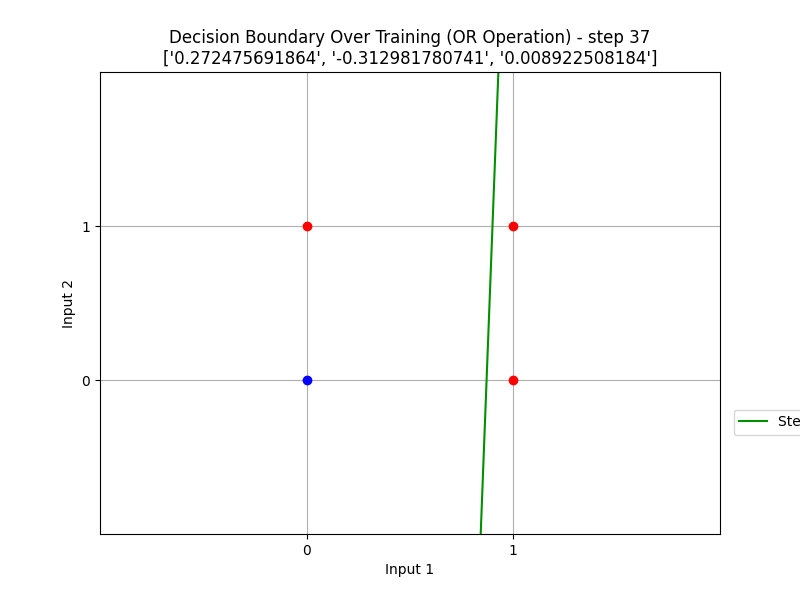 Decision Boundary Over Training (OR Operation) - step 37
['0.272475691864', '-0.312981780741', '0.008922508184']
Input 2
1
0
0
1
Input 1